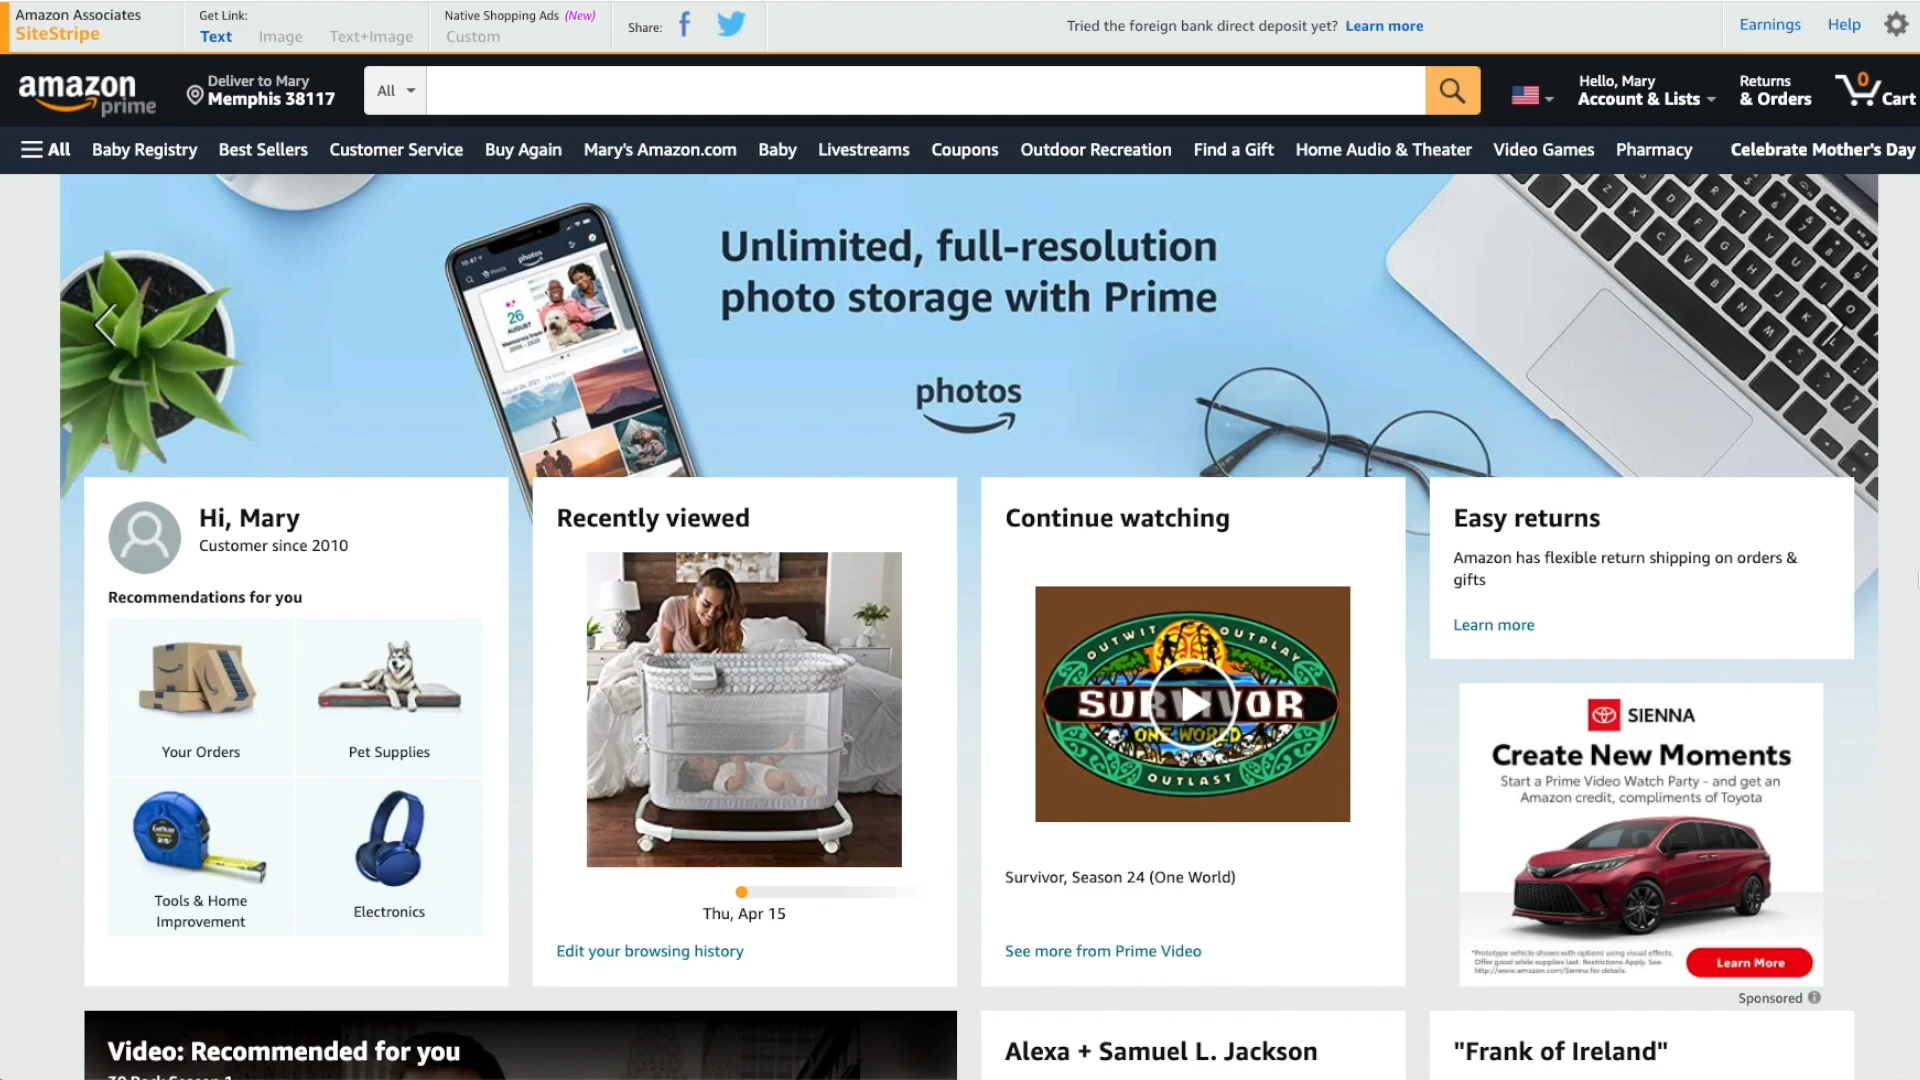 Amazon Associates
SiteStripe
Get Link:
Text Image Text+Image
Native Shopping Ads (New)
Custom
Share:
Tried the foreign bank direct deposit yet? Learn more
Earnings Help
amazon prime
Deliver to Mary
Memphis 38117
All
Hello, Mary
Account & Lists
Returns
& Orders
0
Cart
All Baby Registry Best Sellers Customer Service Buy Again Mary's Amazon.com Baby Livestreams Coupons Outdoor Recreation Find a Gift Home Audio & Theater Video Games Pharmacy Celebrate Mother's Day
Unlimited, full-resolution
photo storage with Prime
photos
photos
26
AUGUST
Hi, Mary
Customer since 2010
Recommendations for you
Your Orders
Pet Supplies
Tools & Home
Improvement
Electronics
Recently viewed
Thu, Apr 15
Edit your browsing history
Continue watching
OUTWIT OUTPLAY
SURVIVOR
ONE WORLD
OUTLAST
Survivor, Season 24 (One World)
See more from Prime Video
Easy returns
Amazon has flexible return shipping on orders &
gifts
Learn more
SIENNA
Create New Moments
Start a Prime Video Watch Party - and get an
Amazon credit, compliments of Toyota
*Prototype vehicle shown with options using visual effects.
Offer good while supplies last. Restrictions Apply. See
http://www.amazon.com/Sienna for details.
Learn More
Sponsored
Video: Recommended for you
Alexa + Samuel L. Jackson
"Frank of Ireland"